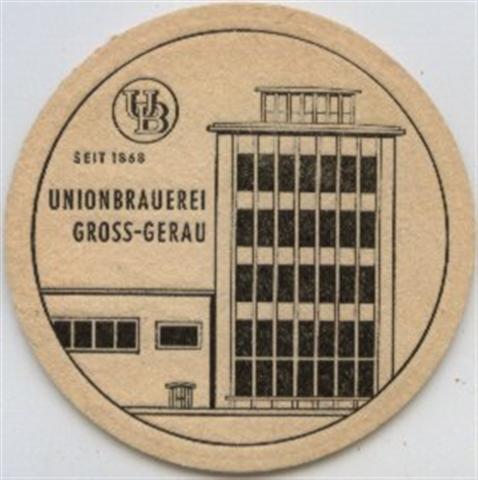 UB
SEIT 1868
UNIONBRAUEREI
GROSS-GERAU